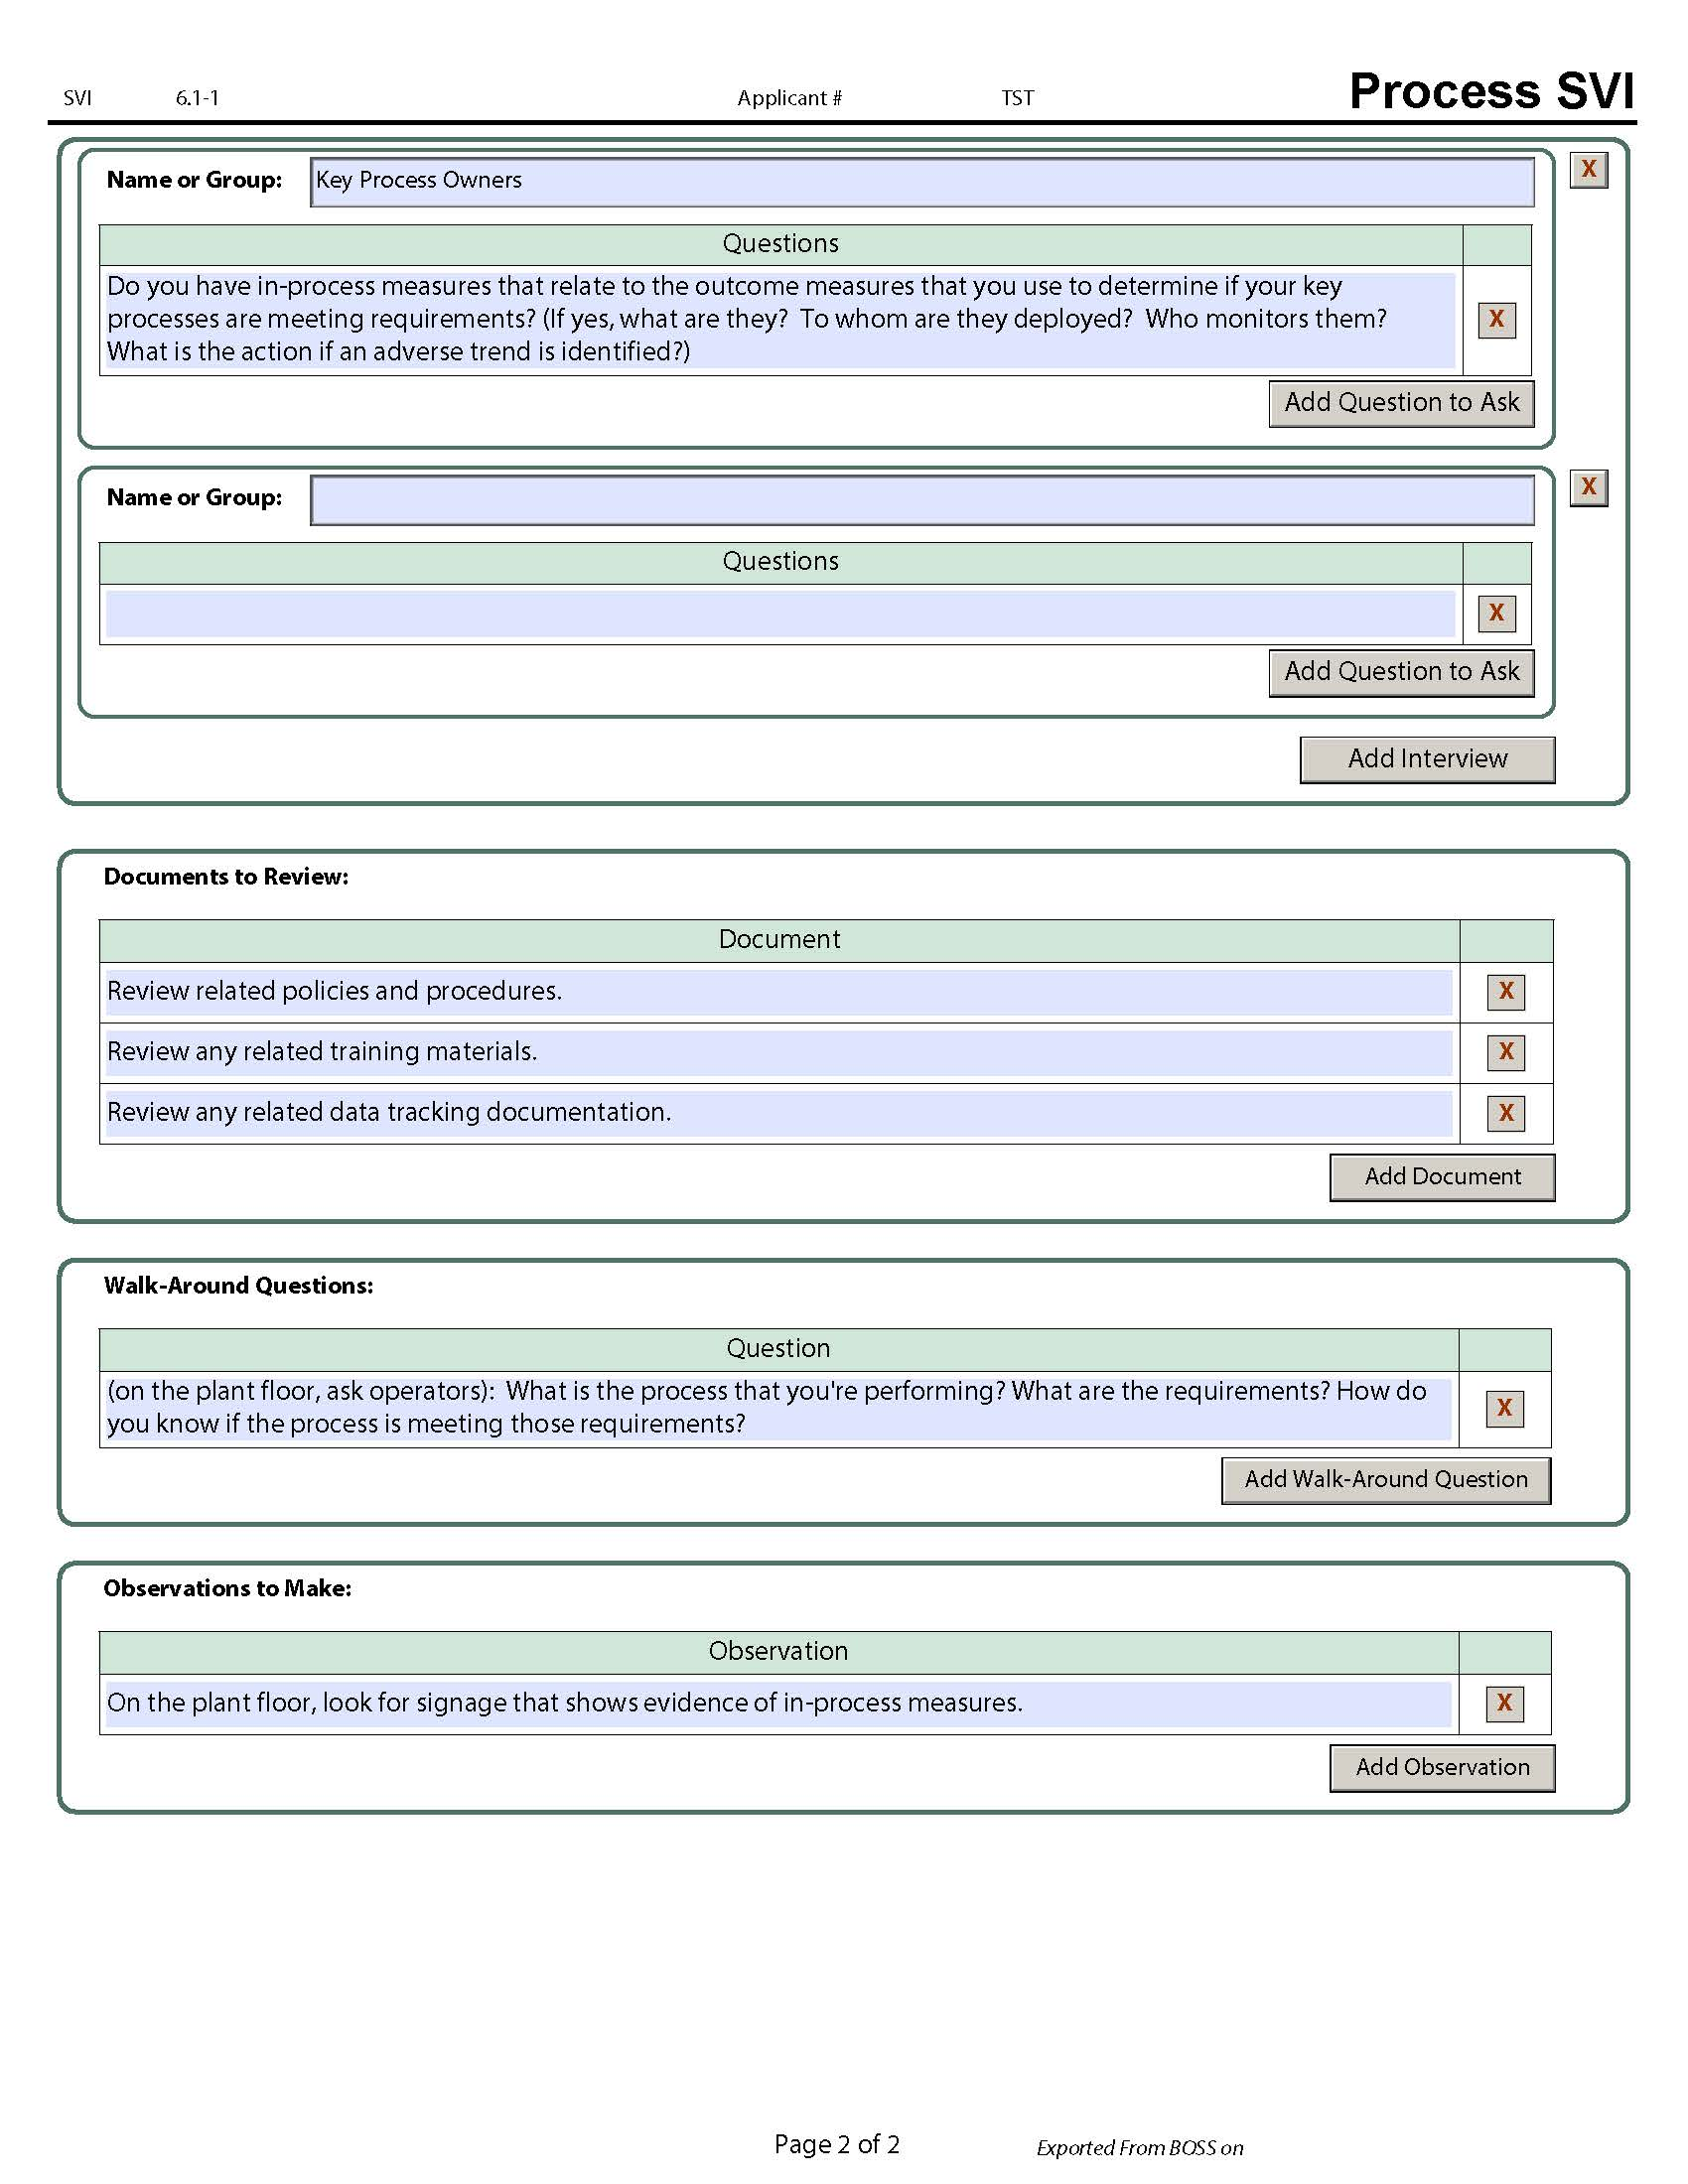 SVI 6.1-1 Applicant # TST Process SVI
Name or Group: Key Process Owners X
Questions
Do you have in-process measures that relate to the outcome measures that you use to determine if your key
processes are meeting requirements? (If yes, what are they?  To whom are they deployed?  Who monitors them?
What is the action if an adverse trend is identified?)
X
Add Question to Ask
Name or Group: X
Questions
X
Add Question to Ask
Add Interview
Documents to Review:
Document
Review related policies and procedures. X
Review any related training materials. X
Review any related data tracking documentation. X
Add Document
Walk-Around Questions:
Question
(on the plant floor, ask operators):  What is the process that you're performing? What are the requirements? How do
you know if the process is meeting those requirements?
X
Add Walk-Around Question
Observations to Make:
Observation
On the plant floor, look for signage that shows evidence of in-process measures. X
Add Observation
Page 2 of 2 Exported From BOSS on